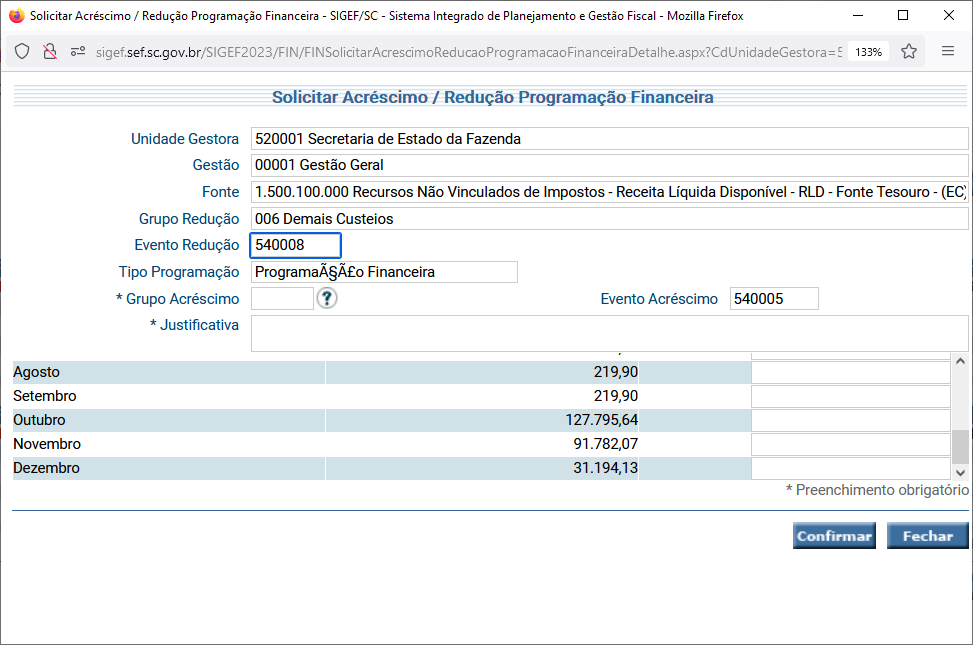 Solicitar Acréscimo / Redução Programação Financeira - SIGEF/SC - Sistema Integrado de Planejamento e Gestão Fiscal - Mozilla Firefox
sigef.sef.sc.gov.br/SIGEF2023/FIN/FINSolicitarAcrescimoReducaoProgramacaoFinanceiraDetalhe.aspx?CdUnidadeGestora=5 133%
Solicitar Acréscimo / Redução Programação Financeira
Unidade Gestora 520001 Secretaria de Estado da Fazenda
Gestão 00001 Gestão Geral
Fonte 1.500.100.000 Recursos Não Vinculados de Impostos - Receita Líquida Disponível - RLD - Fonte Tesouro - (EC)
Grupo Redução 006 Demais Custeios
Evento Redução 540008
Tipo Programação ProgramaÃ§Ã£o Financeira
* Grupo Acréscimo ? Evento Acréscimo 540005
* Justificativa
Agosto 219,90
Setembro 219,90
Outubro 127.795,64
Novembro 91.782,07
Dezembro 31.194,13
* Preenchimento obrigatório
Confirmar Fechar